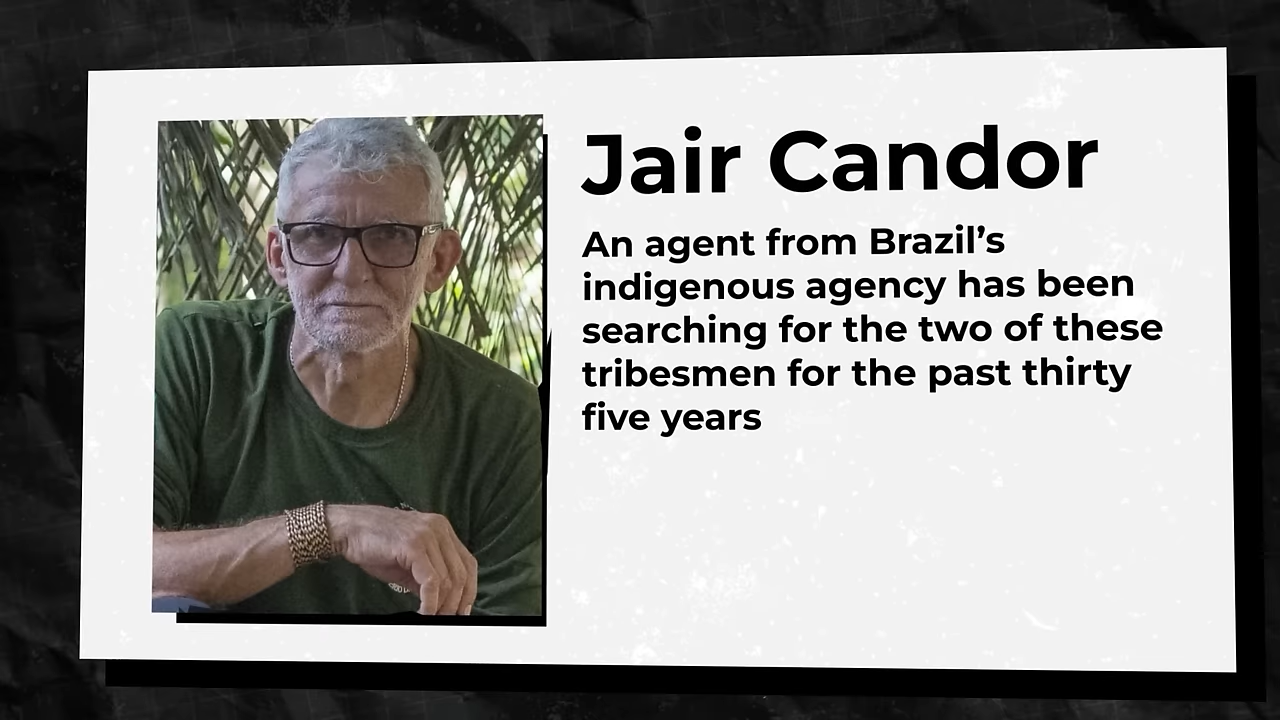 Jair Candor
An agent from Brazil’s
indigenous agency has been
searching for the two of these
tribesmen for the past thirty
five years